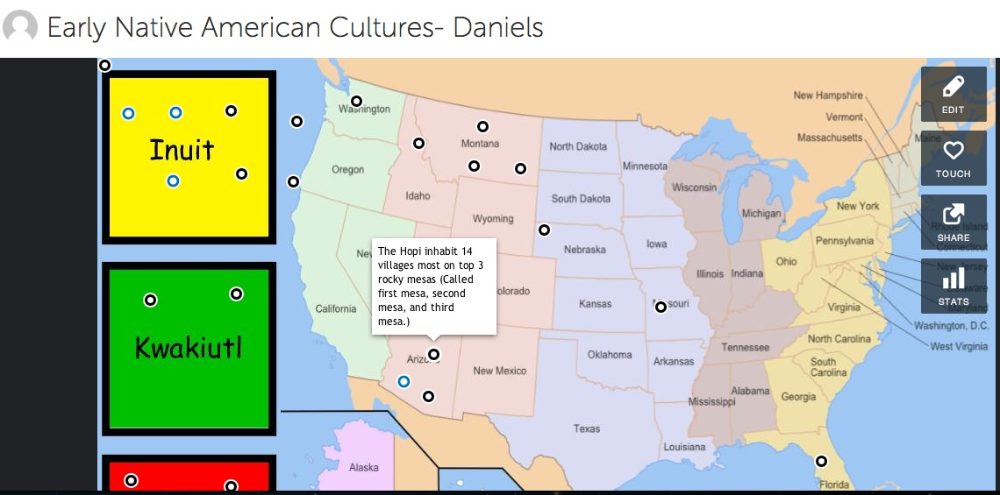 Early Native American Cultures- Daniels
Inuit
Kwakiutl
EDIT
TOUCH
SHARE
STATS
New Hampshire
Vermont
Massachusetts
Maine
Washington
Montana
North Dakota
Minnesota
Oregon
Idaho
South Dakota
Wisconsin
Michigan
New York
Wyoming
Rhode Island
Connecticut
Pennsylvania
Nebraska
Iowa
Ohio
New Jersey
The Hopi inhabit 14
villages most on top 3
rocky mesas (Called
first mesa, second
mesa, and third
mesa.)
Ne
olorado
Illinois
Indiana
Delaware
Kansas
Missouri
California
Virginia
Maryland
Washington, D.C.
West Virginia
Arizona
New Mexico
Oklahoma
Arkansas
Tennessee
North Carolina
South
Carolina
Mississippi
Alabama
Georgia
Texas
Louisiana
Alaska
Florida